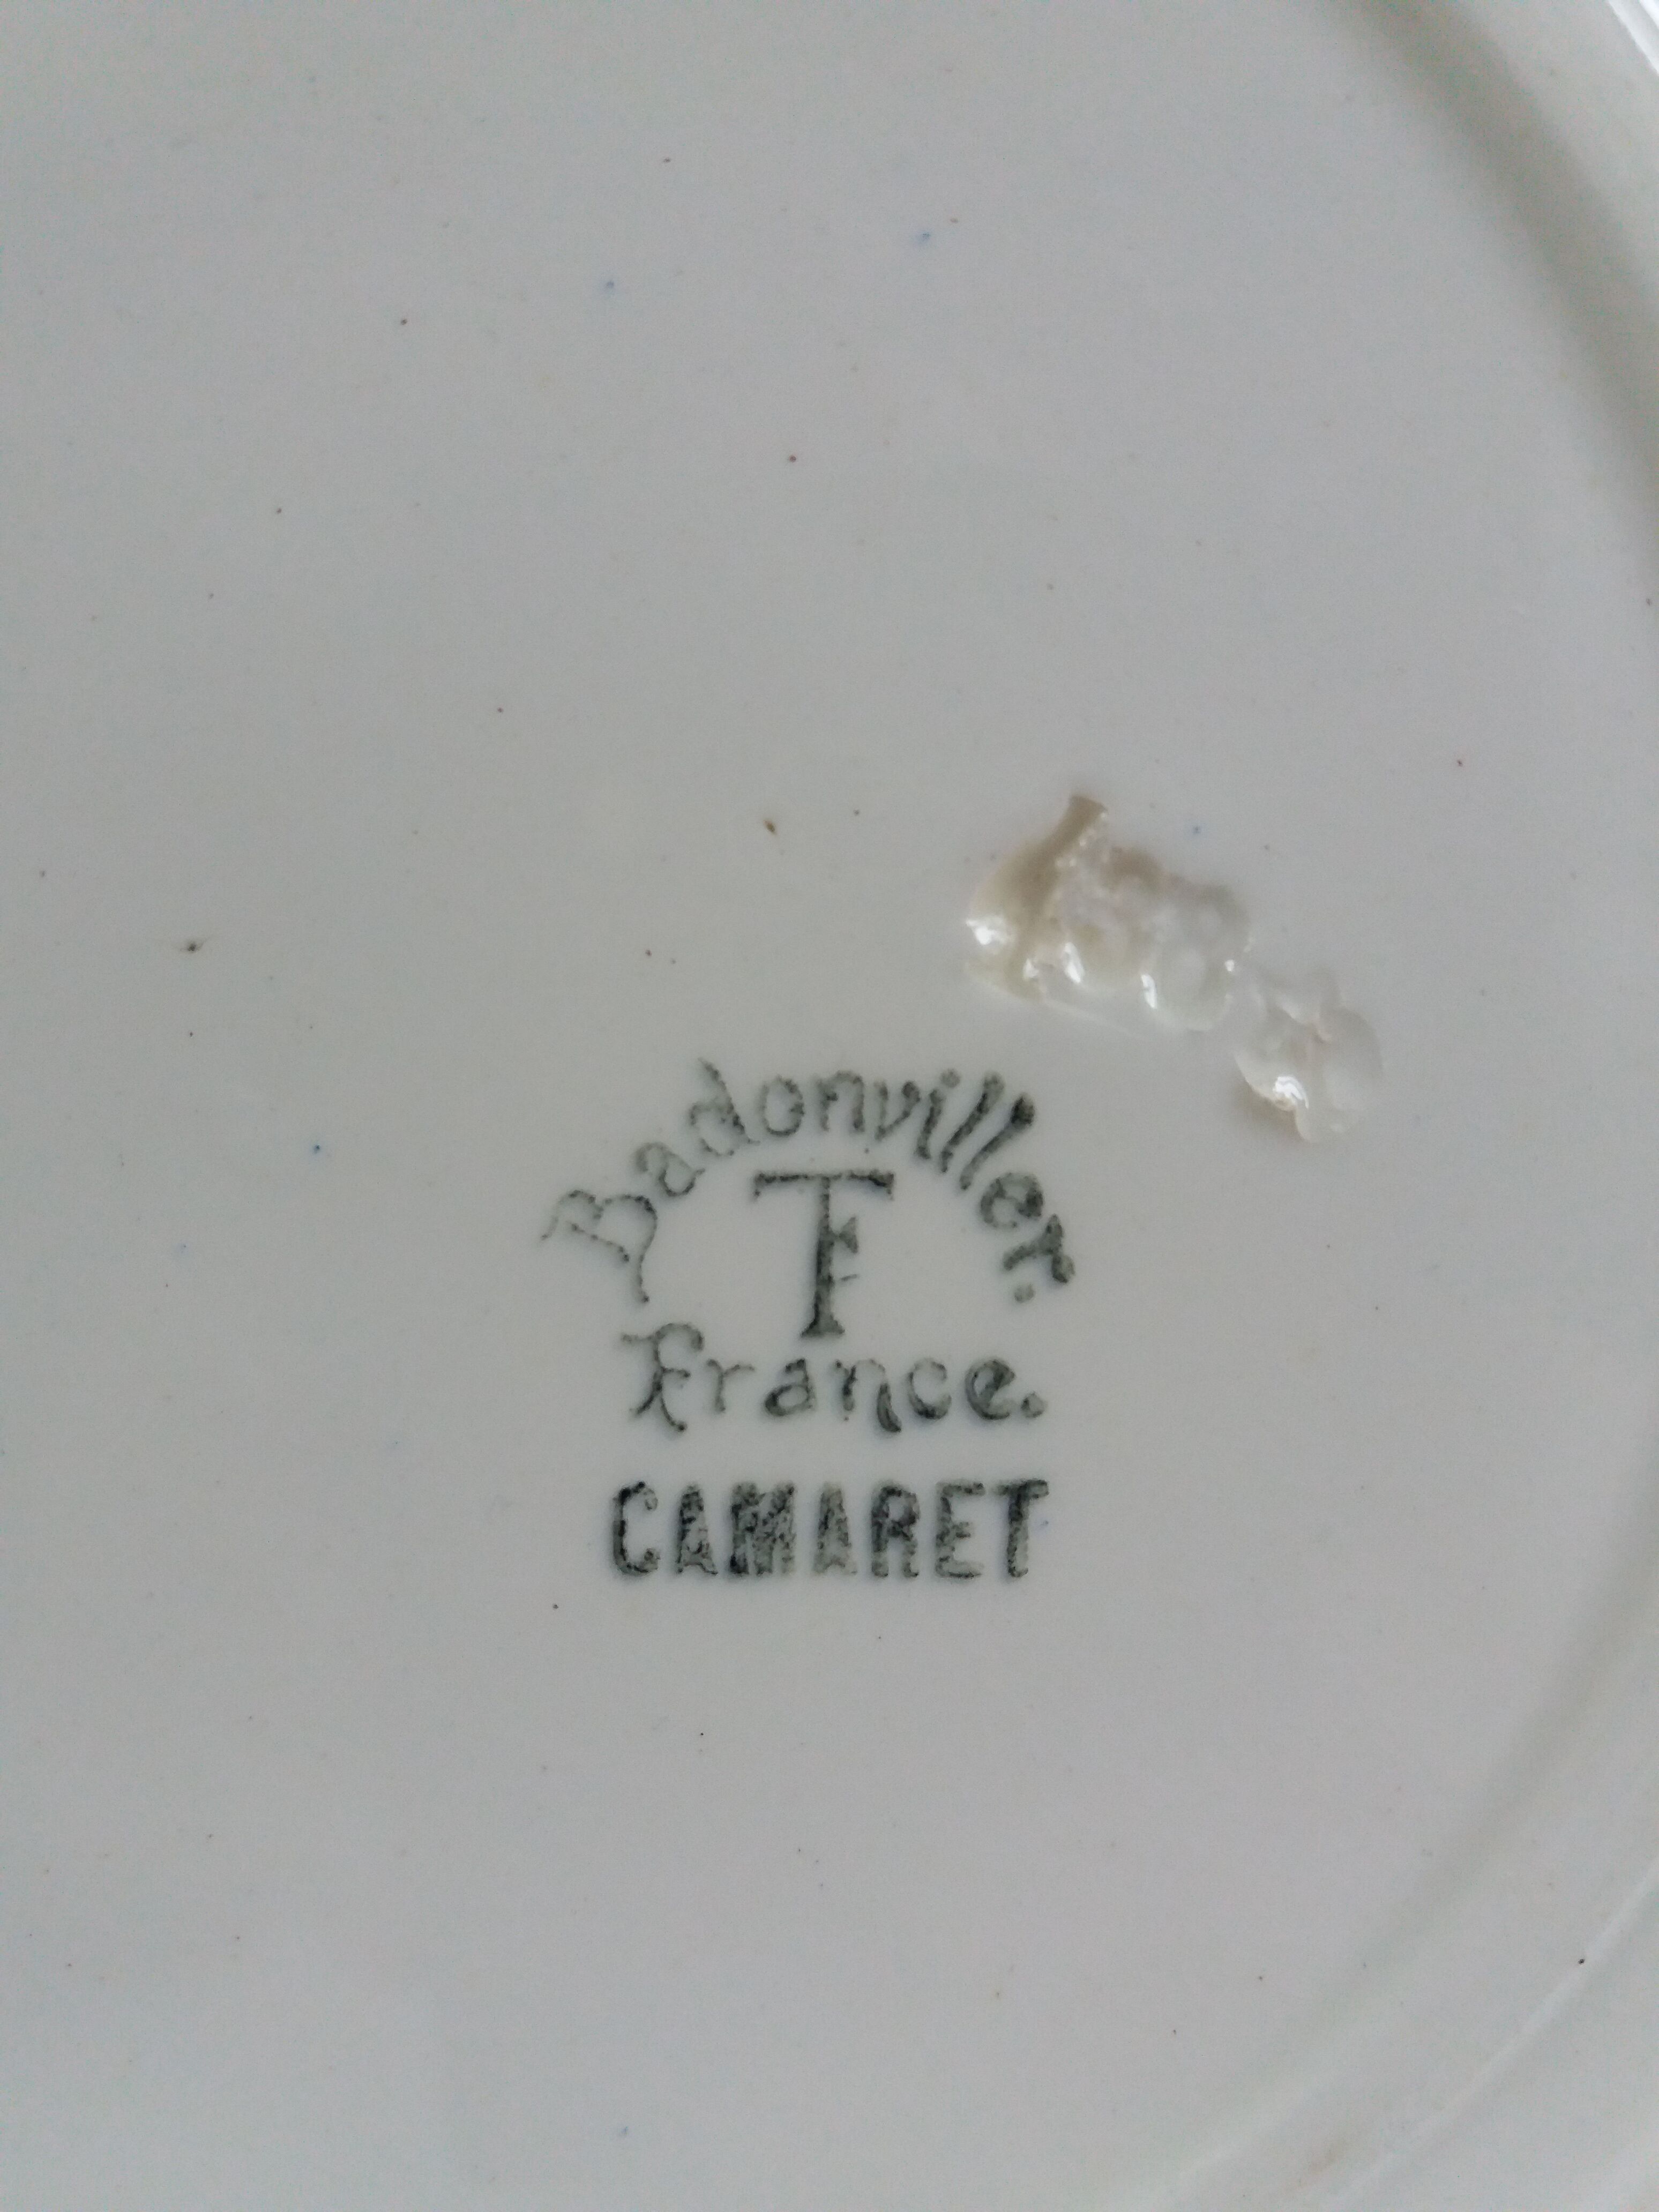 Badonviller.
TF
France.
CAMARET